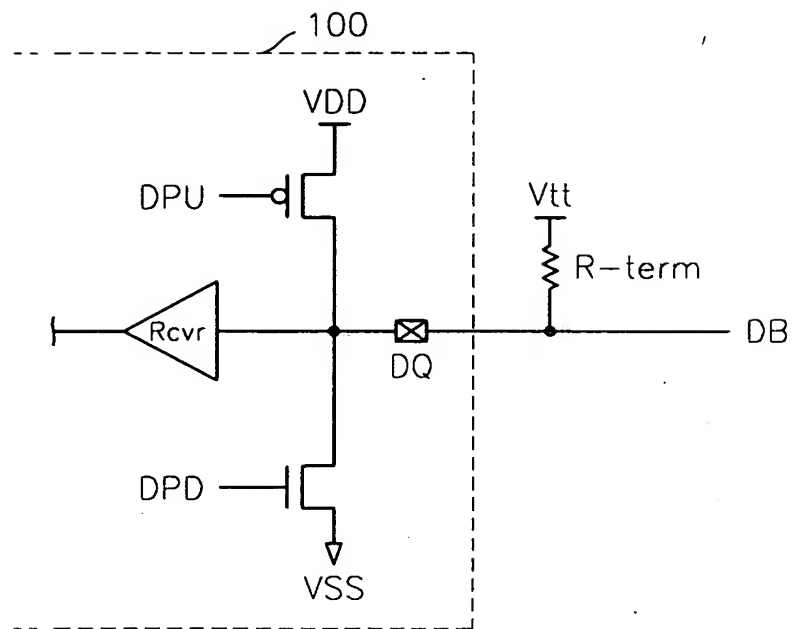 100
VDD
DPU
Vtt
R-term
Rcvr
DB
DQ
DPD
VSS